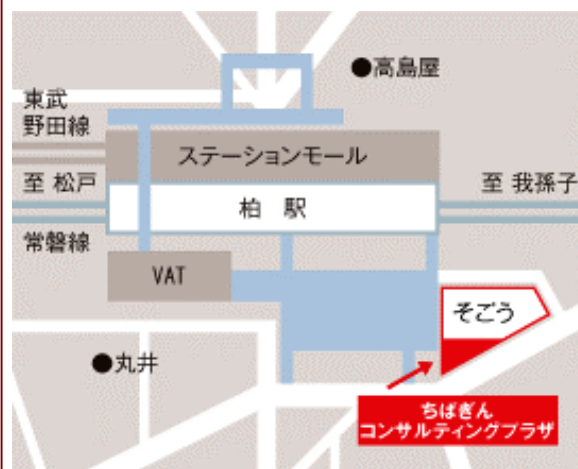 ●高島屋
東武
野田線
ステーションモール
至 松戸
柏 駅
至 我孫子
常磐線
VAT
そごう
●丸井
ちばぎん
コンサルティングプラザ